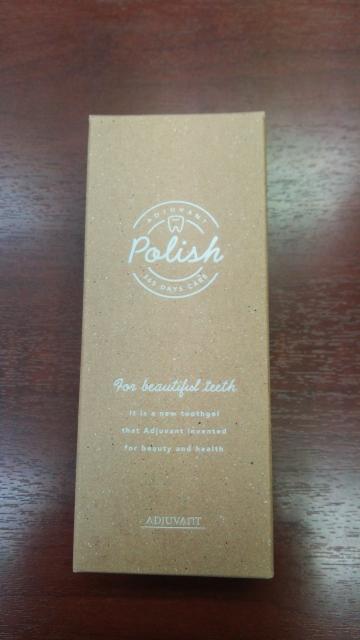 ADJUVANT
Polish
365 DAYS CARE
For beautiful teeth
It is a new toothgel
that Adjuvant invented
for beauty and health
ADJUVANT